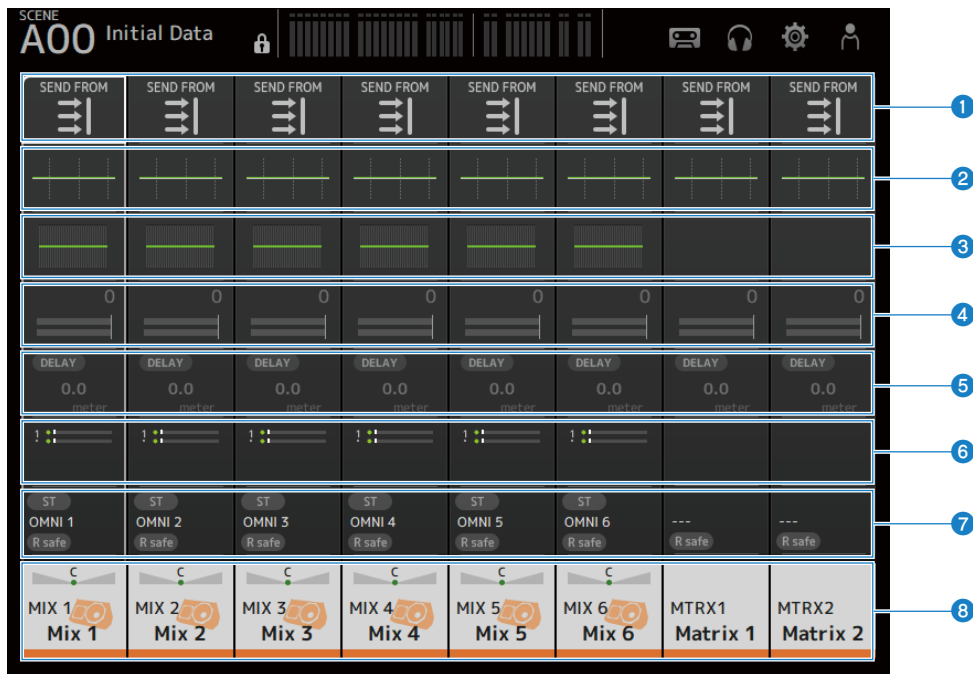 SCENE
A00 Initial Data
SEND FROM SEND FROM SEND FROM SEND FROM SEND FROM SEND FROM SEND FROM SEND FROM
1
2
3
0 0 0 0 0 0 0 0
4
DELAY DELAY DELAY DELAY DELAY DELAY DELAY DELAY
0.0 0.0 0.0 0.0 0.0 0.0 0.0 0.0
5
meter meter meter meter meter meter meter meter
1 1 1 1 1 1
6
ST ST ST ST ST ST
OMNI 1 OMNI 2 OMNI 3 OMNI 4 OMNI 5 OMNI 6 --- ---
7
R safe R safe R safe R safe R safe R safe R safe R safe
C C C C C C
MIX 1 MIX 2 MIX 3 MIX 4 MIX 5 MIX 6 MTRX1 MTRX2
8
Mix 1 Mix 2 Mix 3 Mix 4 Mix 5 Mix 6 Matrix 1 Matrix 2